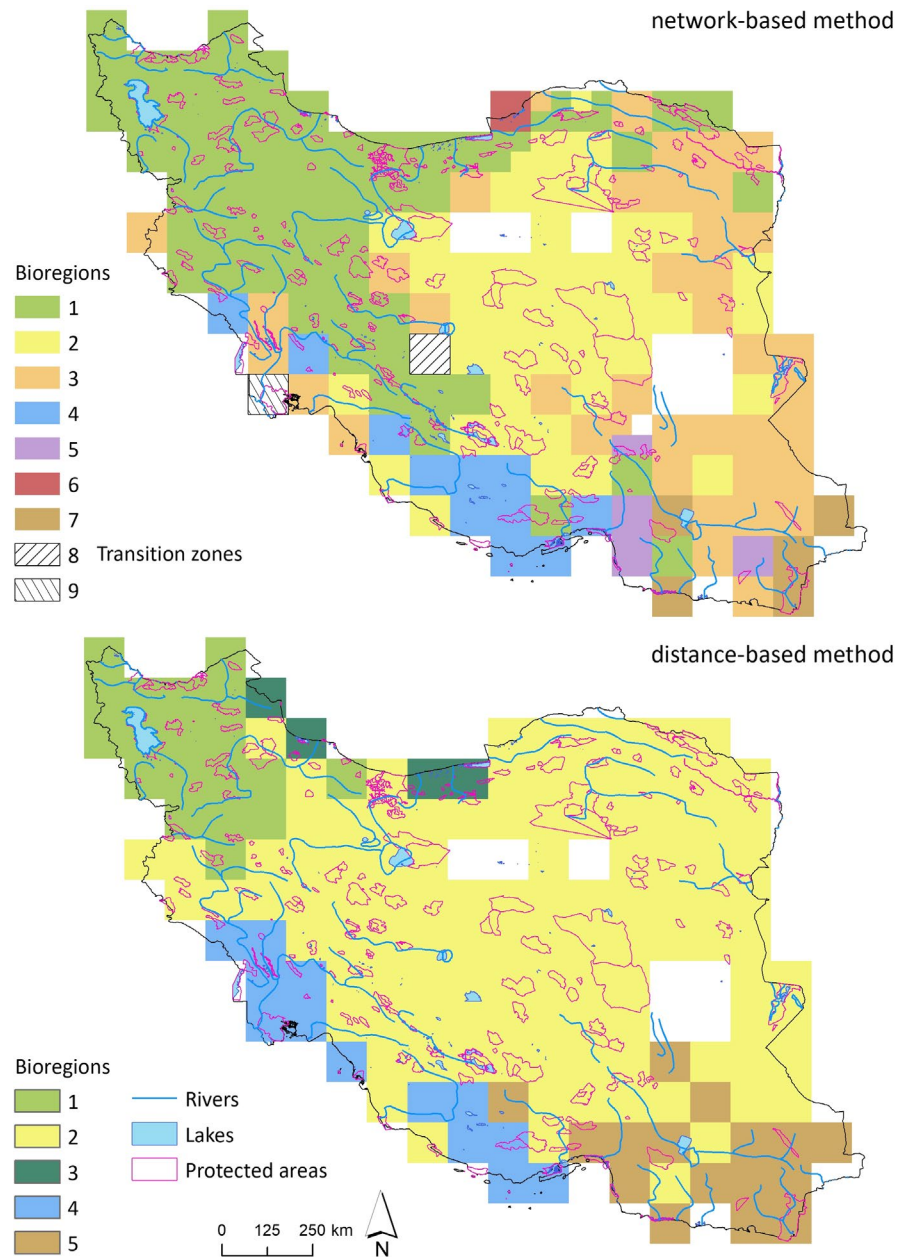 network-based method
Bioregions
1
2
3
4
5
6
7
8 Transition zones
9
distance-based method
Bioregions
1 Rivers
2 Lakes
3 Protected areas
4
5
0 125 250 km
N